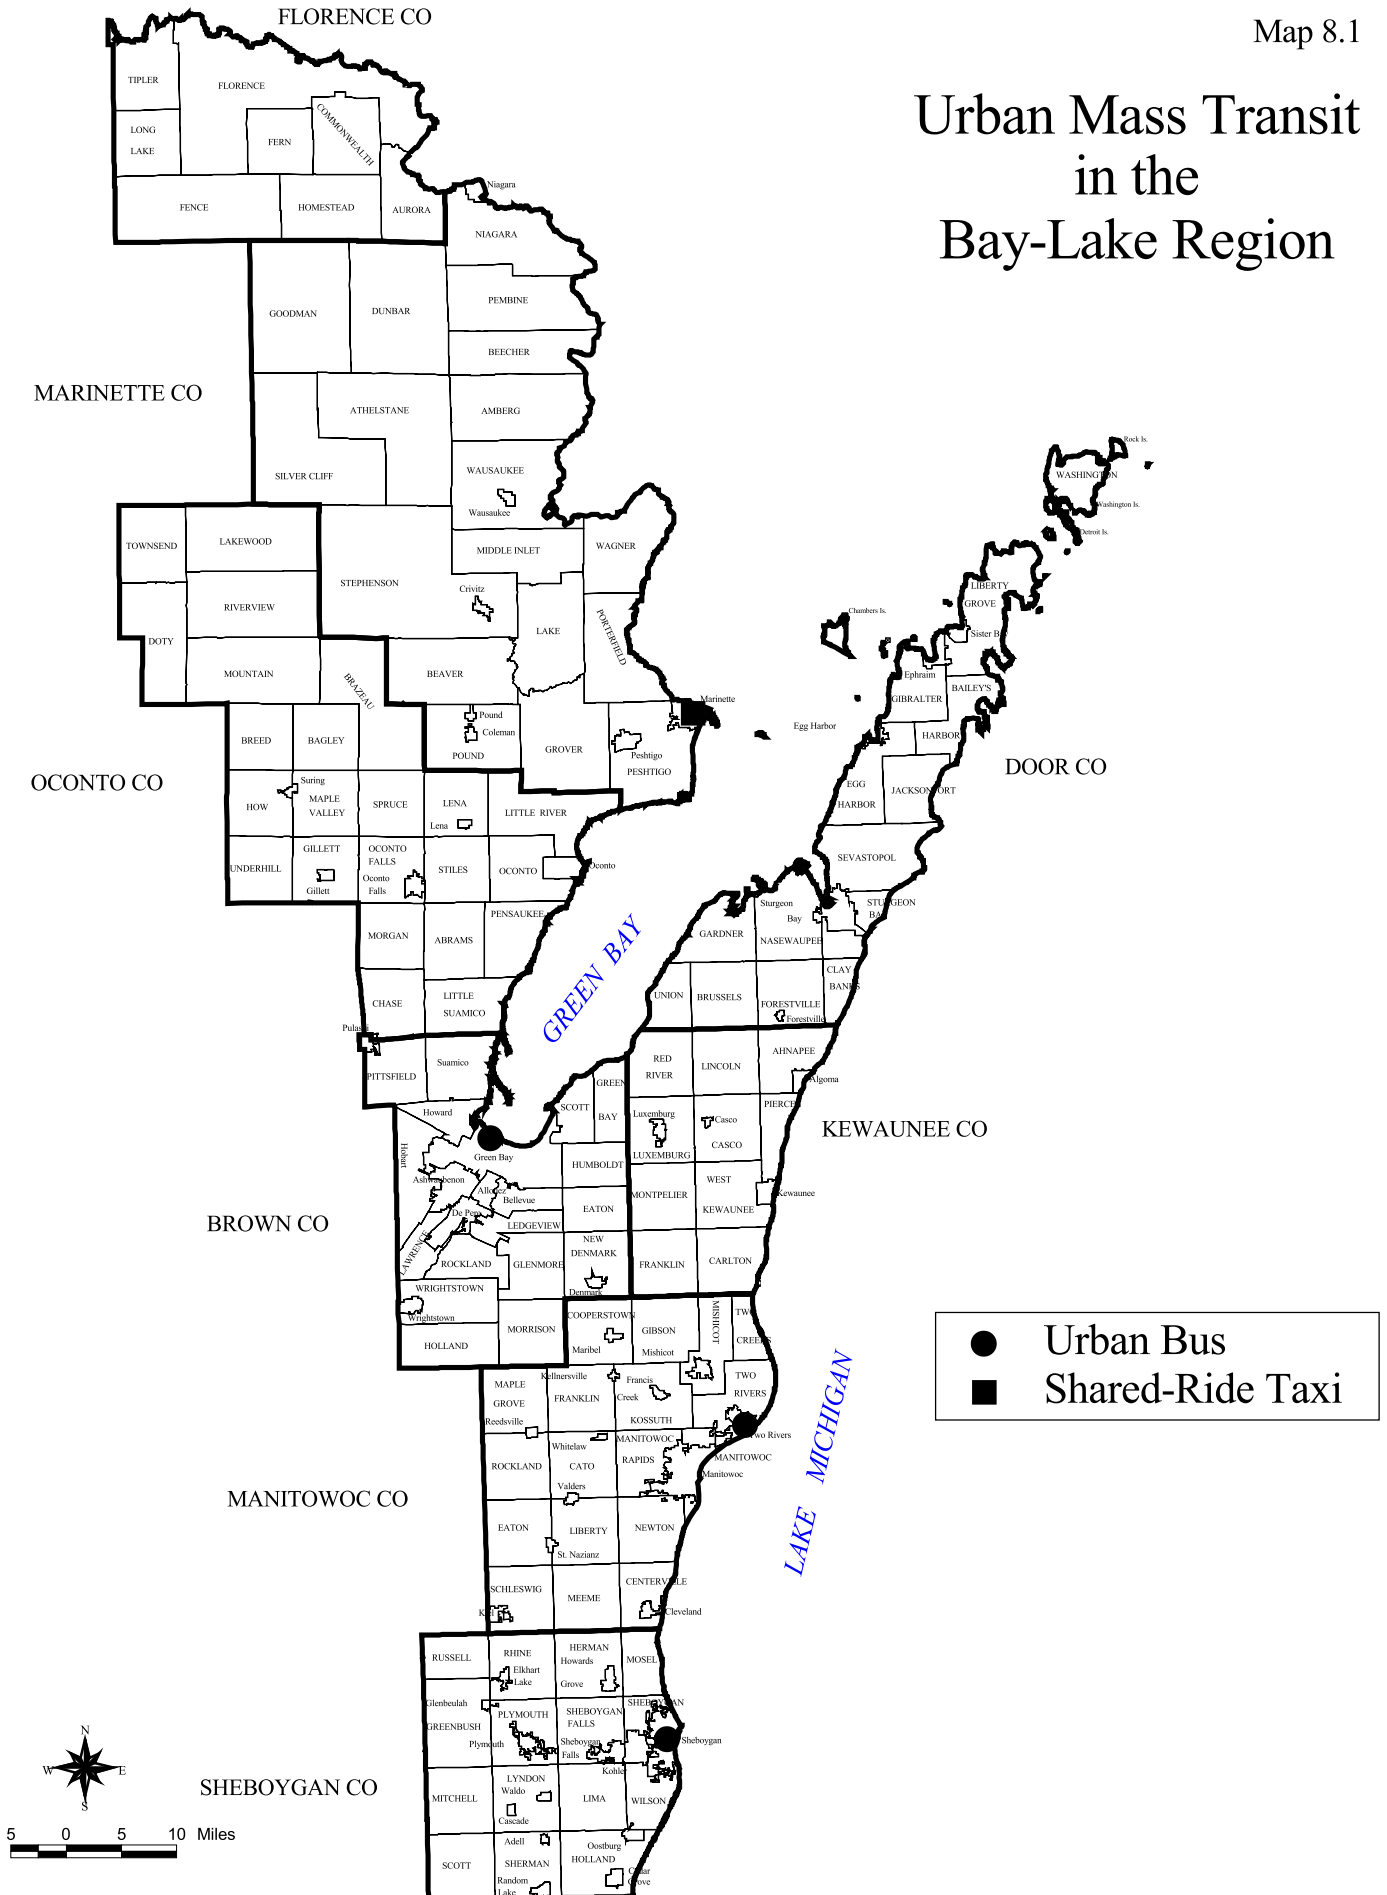 FLORENCE CO
Map 8.1
Urban Mass Transit
in the
Bay-Lake Region
TIPLER
FLORENCE
COMMONWEALTH
LONG
LAKE
FERN
FENCE
HOMESTEAD
AURORA
Niagara
NIAGARA
GOODMAN
DUNBAR
PEMBINE
BEECHER
MARINETTE CO
ATHELSTANE
AMBERG
SILVER CLIFF
WAUSAUKEE
Wausaukee
Rock Is.
WASHINGTON
Washington Is.
Detroit Is.
TOWNSEND
LAKEWOOD
MIDDLE INLET
WAGNER
STEPHENSON
Crivitz
RIVERVIEW
DOTY
LAKE
PORTERFIELD
LIBERTY
GROVE
Chambers Is.
Sister Bay
MOUNTAIN
BRAZEAU
BEAVER
Ephraim
GIBRALTER
BAILEY'S
HARBOR
Marinette
Egg Harbor
BREED
BAGLEY
Pound
Coleman
POUND
GROVER
Peshtigo
PESHTIGO
DOOR CO
OCONTO CO
Suring
HOW
MAPLE
VALLEY
SPRUCE
LENA
Lena
LITTLE RIVER
EGG
HARBOR
JACKSONPORT
UNDERHILL
GILLETT
Gillett
OCONTO
FALLS
Oconto
Falls
STILES
OCONTO
Oconto
SEVASTOPOL
Sturgeon
Bay
STURGEON
BAY
PENSAUKEE
MORGAN
ABRAMS
GARDNER
NASEWAUPEE
GREEN BAY
CLAY
BANKS
CHASE
LITTLE
SUAMICO
UNION
BRUSSELS
FORESTVILLE
Forestville
Pulaski
PITTSFIELD
Suamico
RED
RIVER
LINCOLN
AHNAPEE
Algoma
GREEN
BAY
SCOTT
Howard
PIERCE
Luxemburg
Casco
CASCO
LUXEMBURG
KEWAUNEE CO
Hobart
Green Bay
HUMBOLDT
Ashwaubenon
Allouez
Bellevue
MONTPELIER
WEST
KEWAUNEE
Kewaunee
BROWN CO
De Pere
EATON
LEDGEVIEW
LAWRENCE
ROCKLAND
GLENMORE
NEW
DENMARK
Denmark
FRANKLIN
CARLTON
WRIGHTSTOWN
Wrightstown
HOLLAND
MORRISON
COOPERSTOWN
Maribel
GIBSON
Mishicot
MISHICOT
TWO
CREEKS
Urban Bus
Shared-Ride Taxi
LAKE MICHIGAN
Kellnersville
MAPLE
GROVE
FRANKLIN
Francis
Creek
TWO
RIVERS
Reedsville
KOSSUTH
Two Rivers
Whitelaw
MANITOWOC
RAPIDS
MANITOWOC
Manitowoc
ROCKLAND
CATO
Valders
MANITOWOC CO
EATON
LIBERTY
NEWTON
St. Nazianz
SCHLESWIG
Kiel
MEEME
CENTERVILLE
Cleveland
RUSSELL
RHINE
Elkhart
Lake
HERMAN
Howards
Grove
MOSEL
Glenbeulah
GREENBUSH
PLYMOUTH
Plymouth
SHEBOYGAN
FALLS
Sheboygan
Falls
SHEBOYGAN
Sheboygan
Kohler
SHEBOYGAN CO
LYNDON
Waldo
MITCHELL
Cascade
LIMA
WILSON
N
W
E
S
5 0 5 10 Miles
Adell
Oostburg
SCOTT
SHERMAN
HOLLAND
Random
Lake
Cedar
Grove